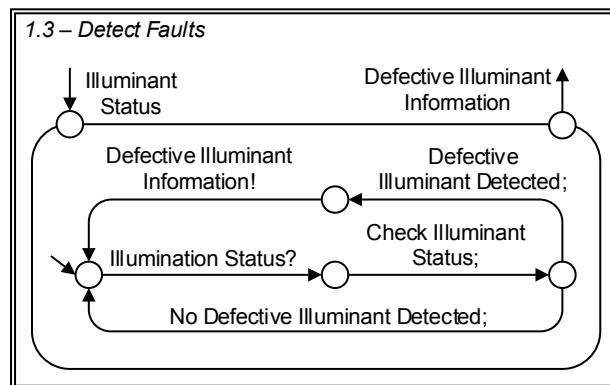 1.3 – Detect Faults
Illuminant
Status
Defective Illuminant
Information
Defective Illuminant
Information!
Defective
Illuminant Detected;
Illumination Status?
Check Illuminant
Status;
No Defective Illuminant Detected;